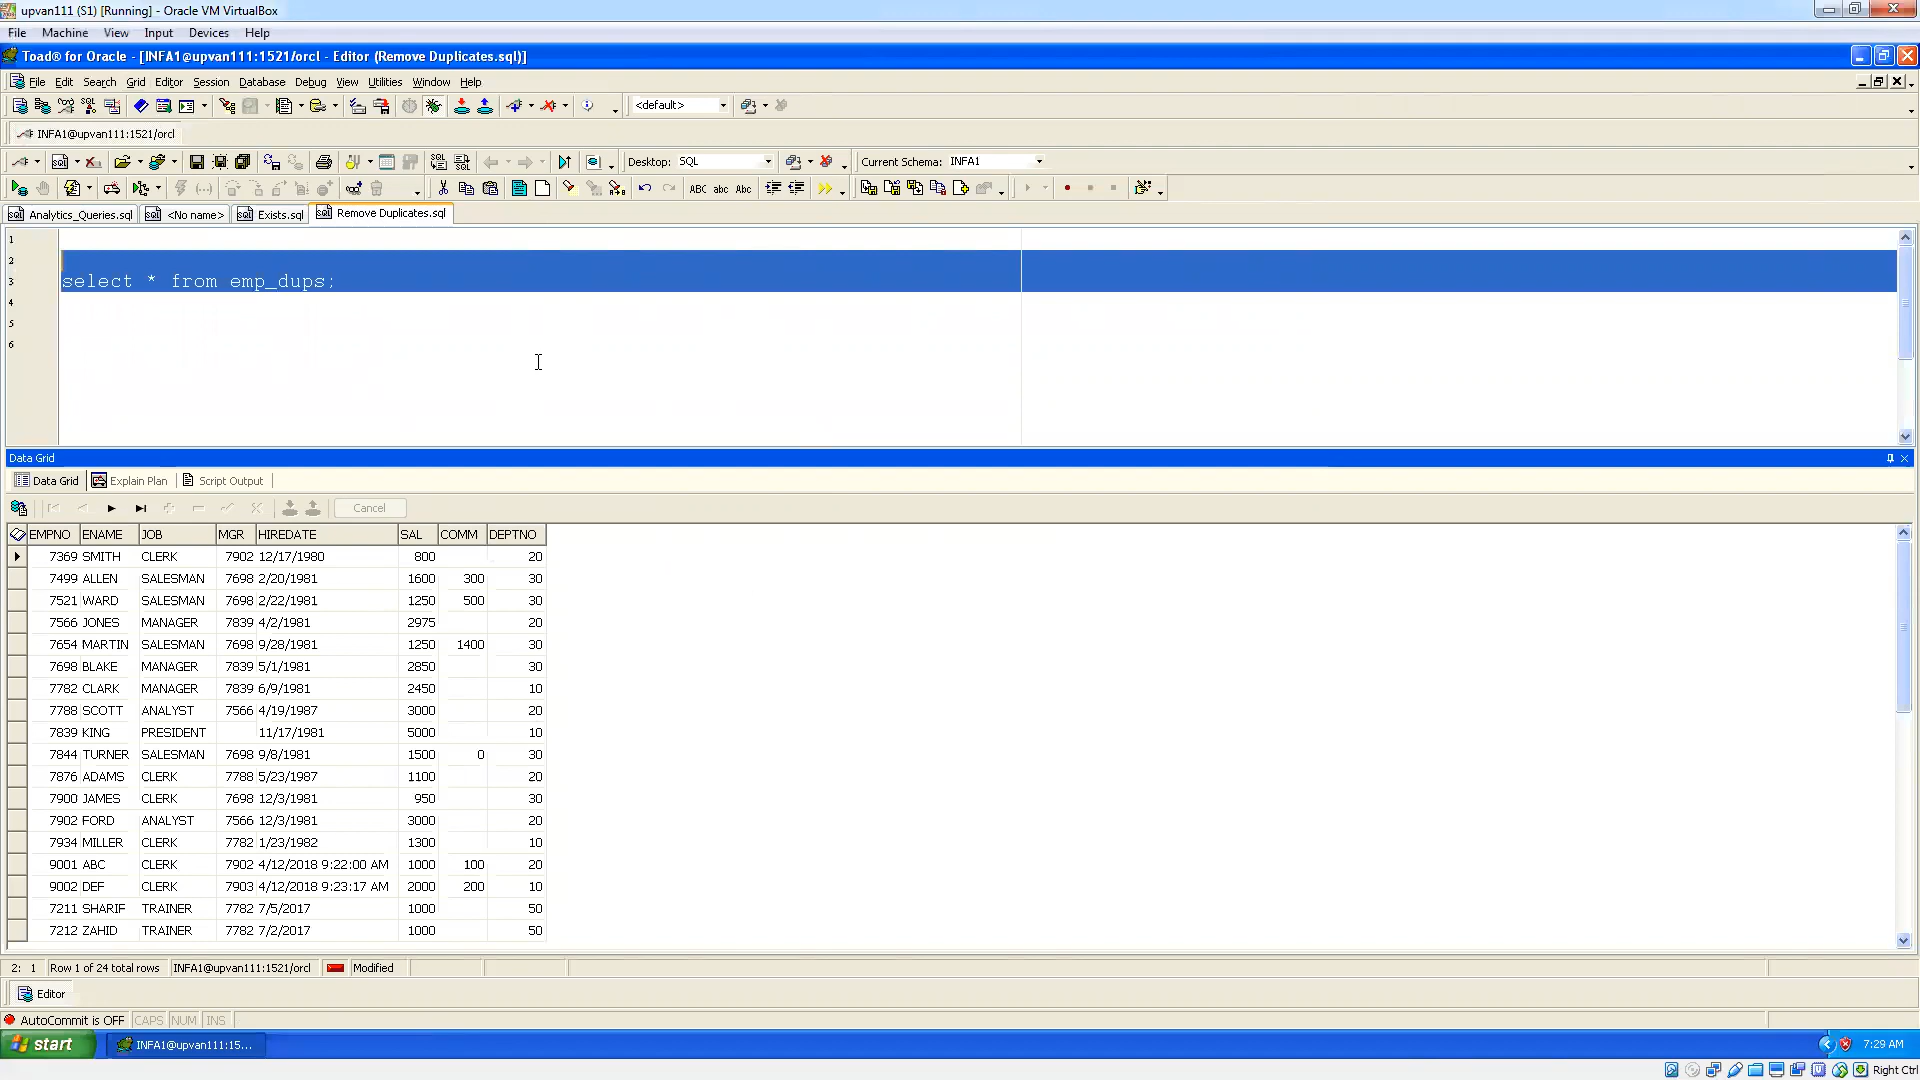 upvan111 (S1) [Running] - Oracle VM VirtualBox
File Machine View Input Devices Help
Toad® for Oracle - [INFA1@upvan111:1521/orcl - Editor (Remove Duplicates.sql)]
File Edit Search Grid Editor Session Database Debug View Utilities Window Help
<default>
INFA1@upvan111:1521/orcl
Desktop: SQL Current Schema: INFA1
ABC abc Abc
Analytics_Queries.sql <No name> Exists.sql Remove Duplicates.sql
1
2
3 select * from emp_dups;
4
5
6
Data Grid
Data Grid Explain Plan Script Output
Cancel
EMPNO ENAME JOB MGR HIREDATE SAL COMM DEPTNO
7369 SMITH CLERK 7902 12/17/1980 800 20
7499 ALLEN SALESMAN 7698 2/20/1981 1600 300 30
7521 WARD SALESMAN 7698 2/22/1981 1250 500 30
7566 JONES MANAGER 7839 4/2/1981 2975 20
7654 MARTIN SALESMAN 7698 9/28/1981 1250 1400 30
7698 BLAKE MANAGER 7839 5/1/1981 2850 30
7782 CLARK MANAGER 7839 6/9/1981 2450 10
7788 SCOTT ANALYST 7566 4/19/1987 3000 20
7839 KING PRESIDENT 11/17/1981 5000 10
7844 TURNER SALESMAN 7698 9/8/1981 1500 0 30
7876 ADAMS CLERK 7788 5/23/1987 1100 20
7900 JAMES CLERK 7698 12/3/1981 950 30
7902 FORD ANALYST 7566 12/3/1981 3000 20
7934 MILLER CLERK 7782 1/23/1982 1300 10
9001 ABC CLERK 7902 4/12/2018 9:22:00 AM 1000 100 20
9002 DEF CLERK 7903 4/12/2018 9:23:17 AM 2000 200 10
7211 SHARIF TRAINER 7782 7/5/2017 1000 50
7212 ZAHID TRAINER 7782 7/2/2017 1000 50
2: 1 Row 1 of 24 total rows INFA1@upvan111:1521/orcl Modified
Editor
AutoCommit is OFF CAPS NUM INS
start INFA1@upvan111:15... 7:29 AM
Right Ctrl